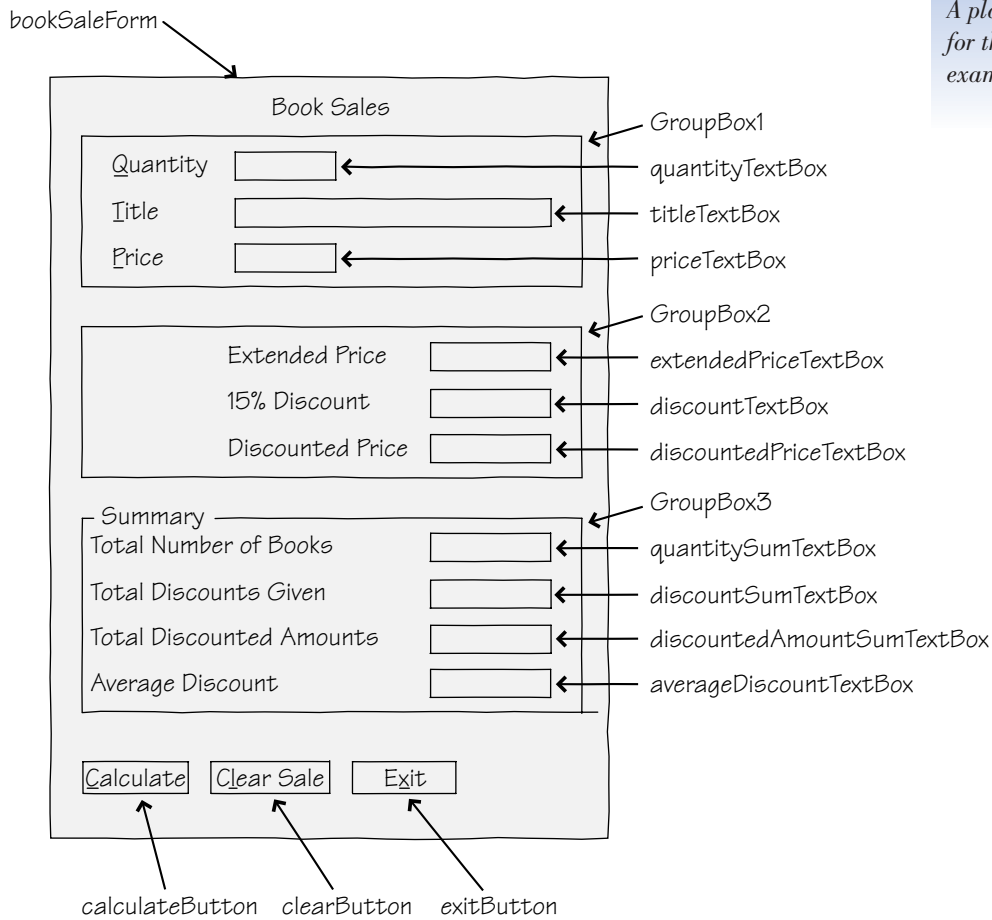 bookSaleForm
A
for
exam
Book Sales
GroupBox1
Quantity
quantityTextBox
Title
titleTextBox
Price
priceTextBox
GroupBox2
Extended Price
extendedPriceTextBox
15% Discount
discountTextBox
Discounted Price
discountedPriceTextBox
GroupBox3
Summary
Total Number of Books
quantitySumTextBox
Total Discounts Given
discountSumTextBox
Total Discounted Amounts
discountedAmountSumTextBox
Average Discount
averageDiscountTextBox
Calculate Clear Sale Exit
calculateButton clearButton exitButton